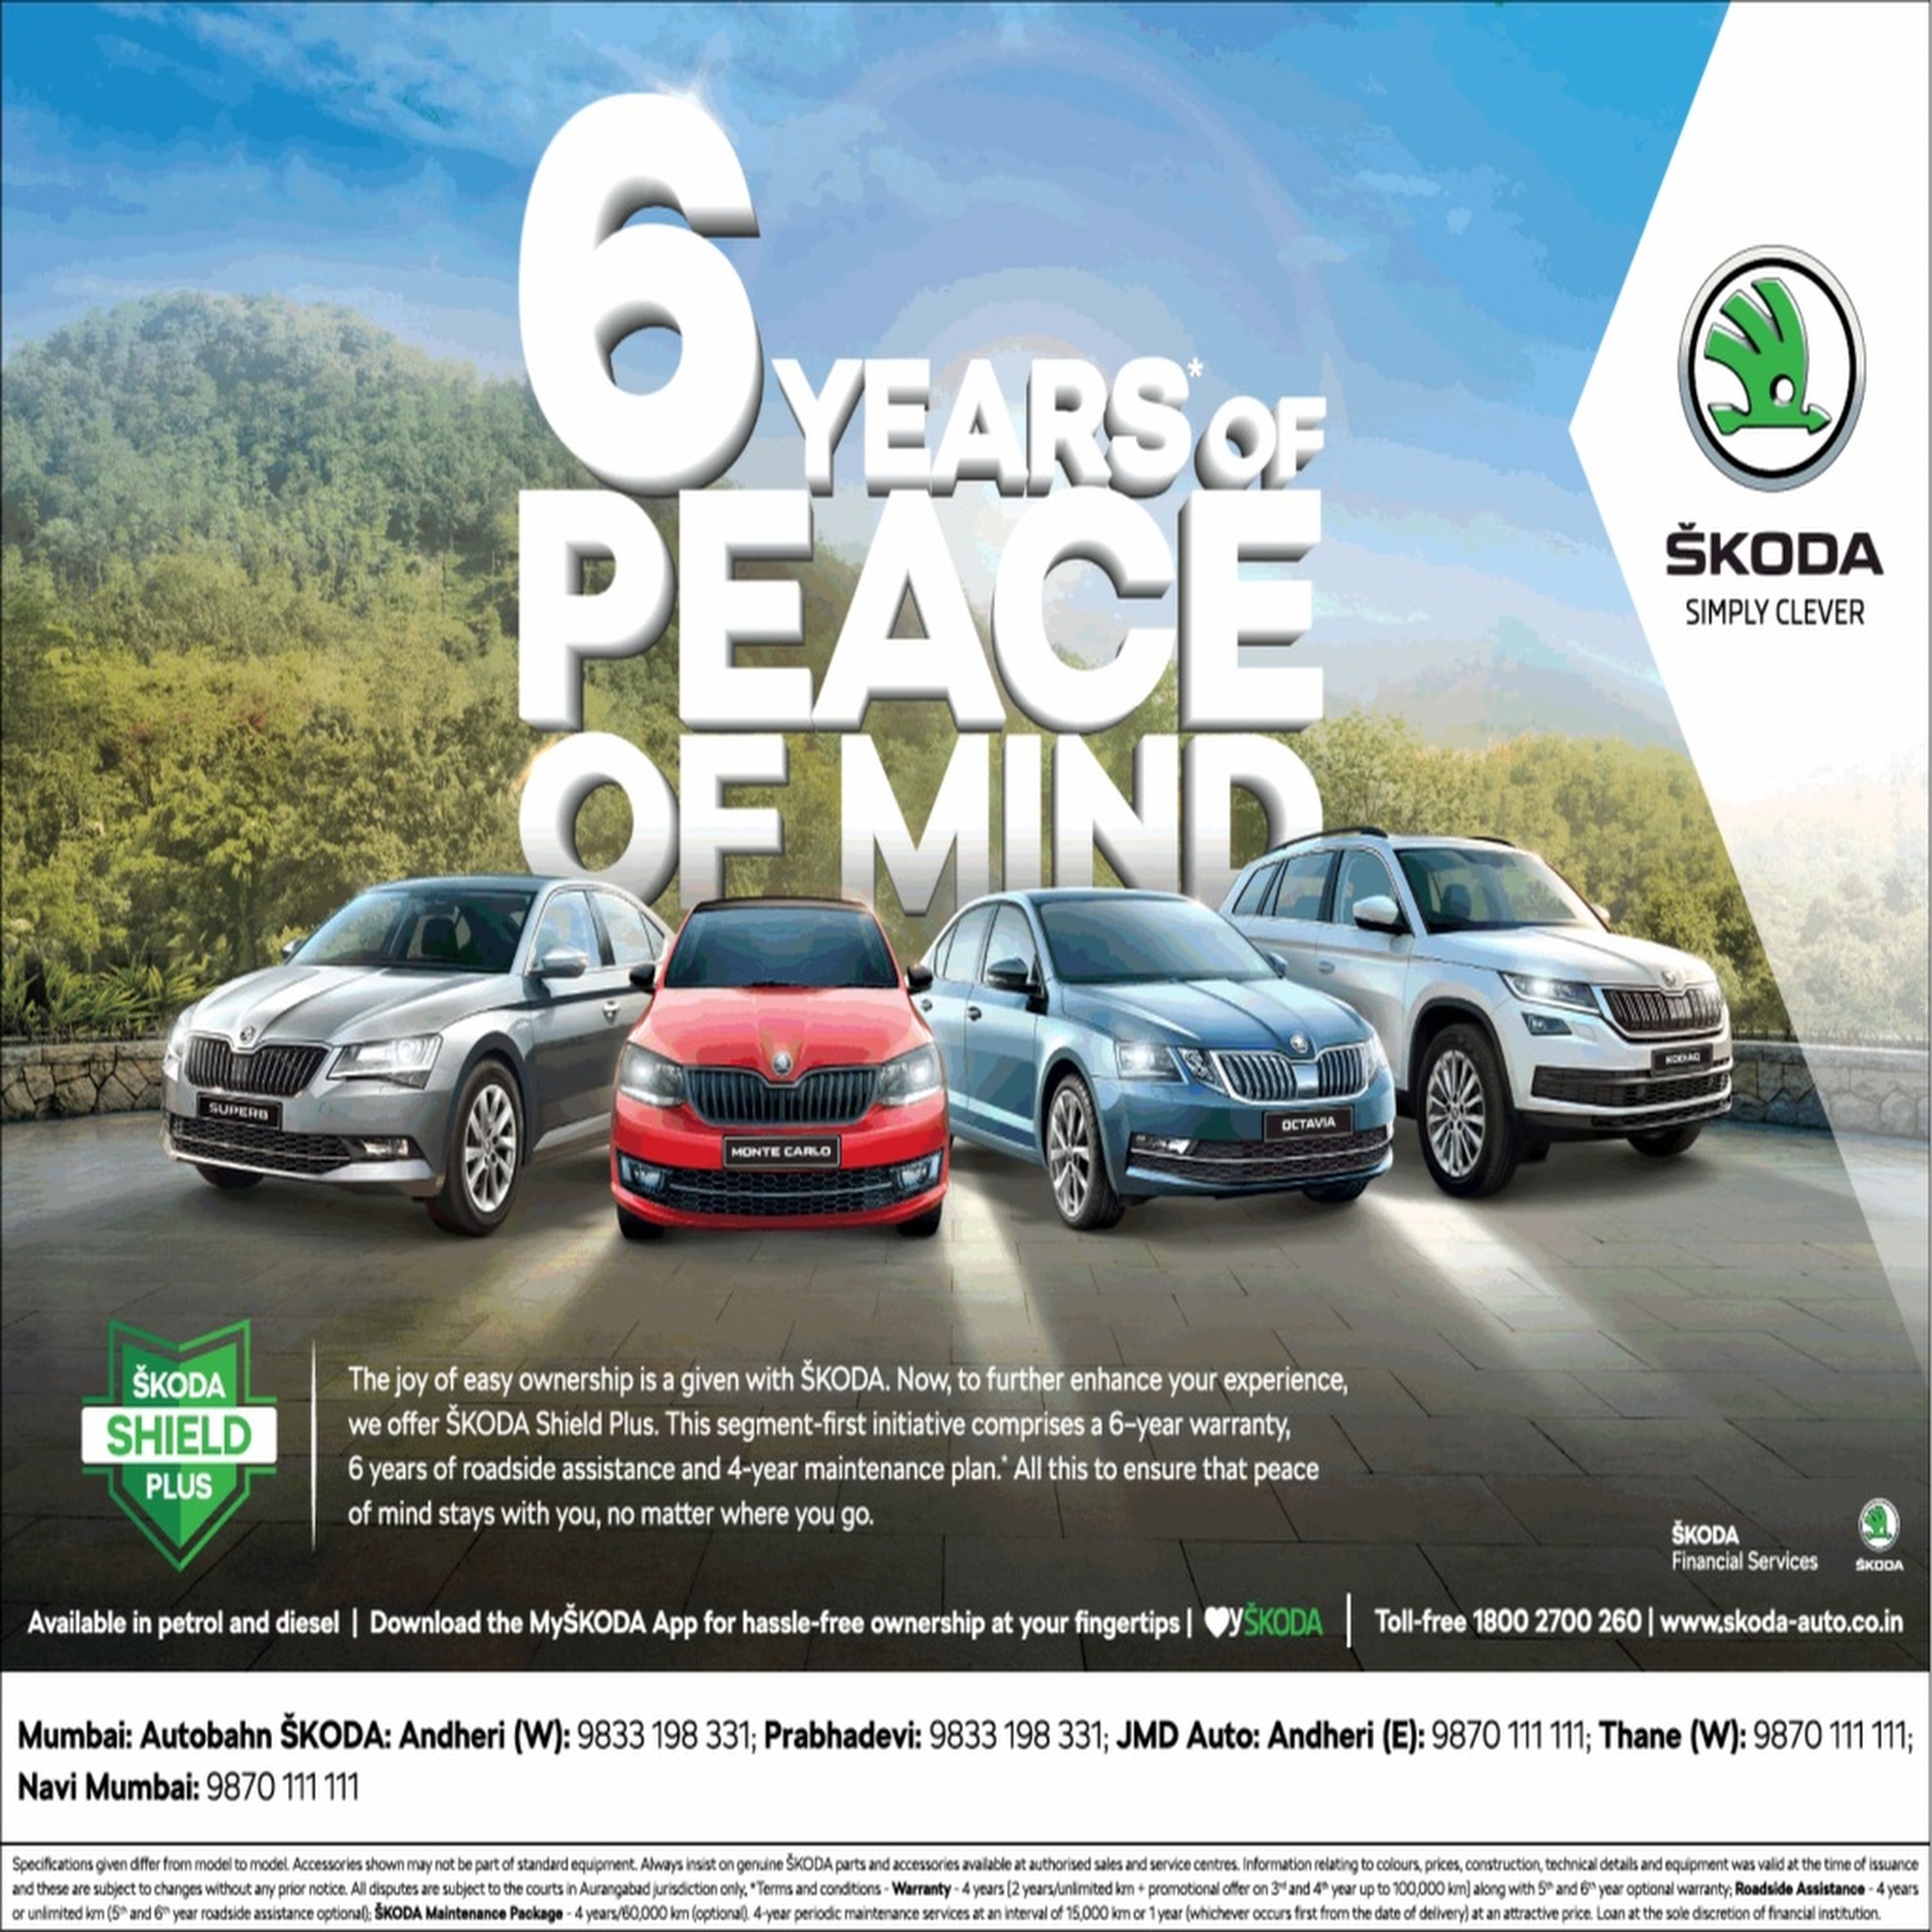 6 YEARS* OF
PEACE
OF MIND
ŠKODA
SIMPLY CLEVER
SUPERB
MONTE CARLO
OCTAVIA
KODIAQ
ŠKODA
SHIELD
PLUS
The joy of easy ownership is a given with ŠKODA. Now, to further enhance your experience,
we offer ŠKODA Shield Plus. This segment-first initiative comprises a 6-year warranty,
6 years of roadside assistance and 4-year maintenance plan.* All this to ensure that peace
of mind stays with you, no matter where you go.
ŠKODA
Financial Services
ŠKODA
Available in petrol and diesel | Download the MyŠKODA App for hassle-free ownership at your fingertips | yŠKODA | Toll-free 1800 2700 260 | www.skoda-auto.co.in
Mumbai: Autobahn ŠKODA: Andheri (W): 9833 198 331; Prabhadevi: 9833 198 331; JMD Auto: Andheri (E): 9870 111 111; Thane (W): 9870 111 111;
Navi Mumbai: 9870 111 111
Specifications given differ from model to model. Accessories shown may not be part of standard equipment. Always insist on genuine ŠKODA parts and accessories available at authorised sales and service centres. Information relating to colours, prices, construction, technical details and equipment was valid at the time of issuance
and these are subject to changes without any prior notice. All disputes are subject to the courts in Aurangabad jurisdiction only, *Terms and conditions - Warranty - 4 years [2 years/unlimited km + promotional offer on 3rd and 4th year up to 100,000 km] along with 5th and 6th year optional warranty; Roadside Assistance - 4 years
or unlimited km (5th and 6th year roadside assistance optional); ŠKODA Maintenance Package - 4 years/60,000 km (optional). 4-year periodic maintenance services at an interval of 15,000 km or 1 year (whichever occurs first from the date of delivery) at an attractive price. Loan at the sole discretion of financial institution.